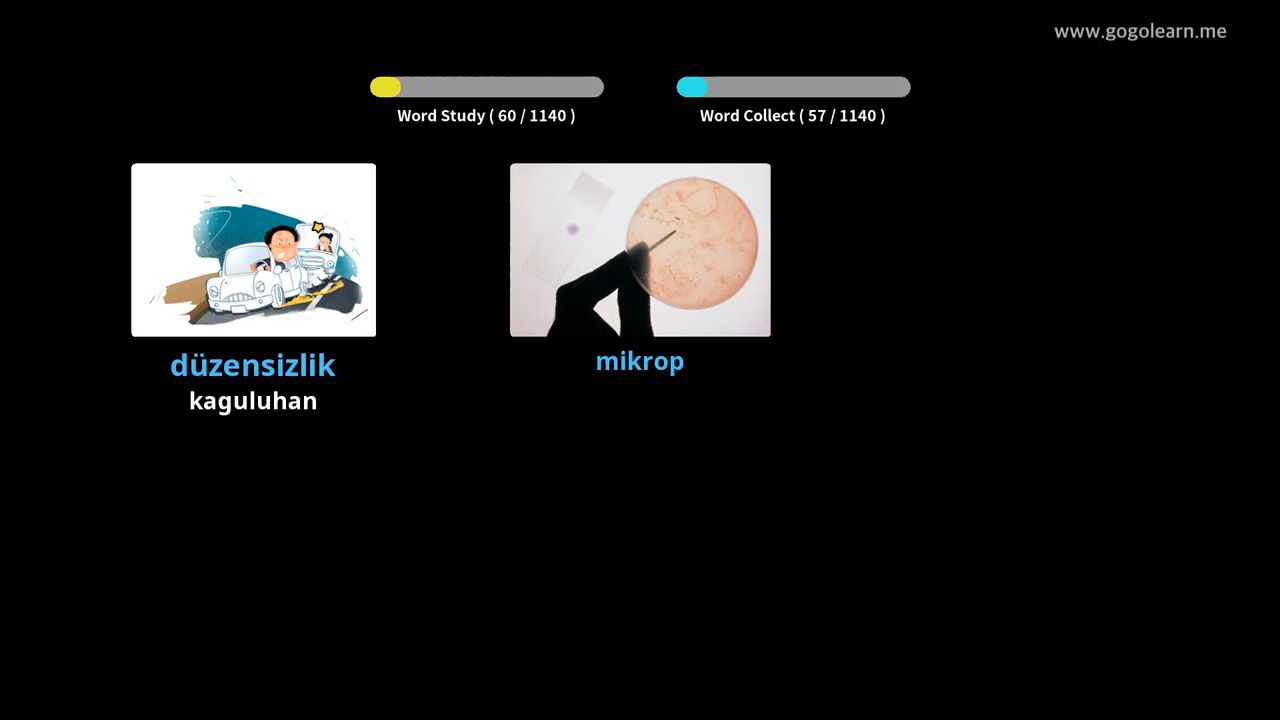 www.gogolearn.me
Word Study ( 60 / 1140 )
Word Collect ( 57 / 1140 )
düzensizlik
kaguluhan
mikrop